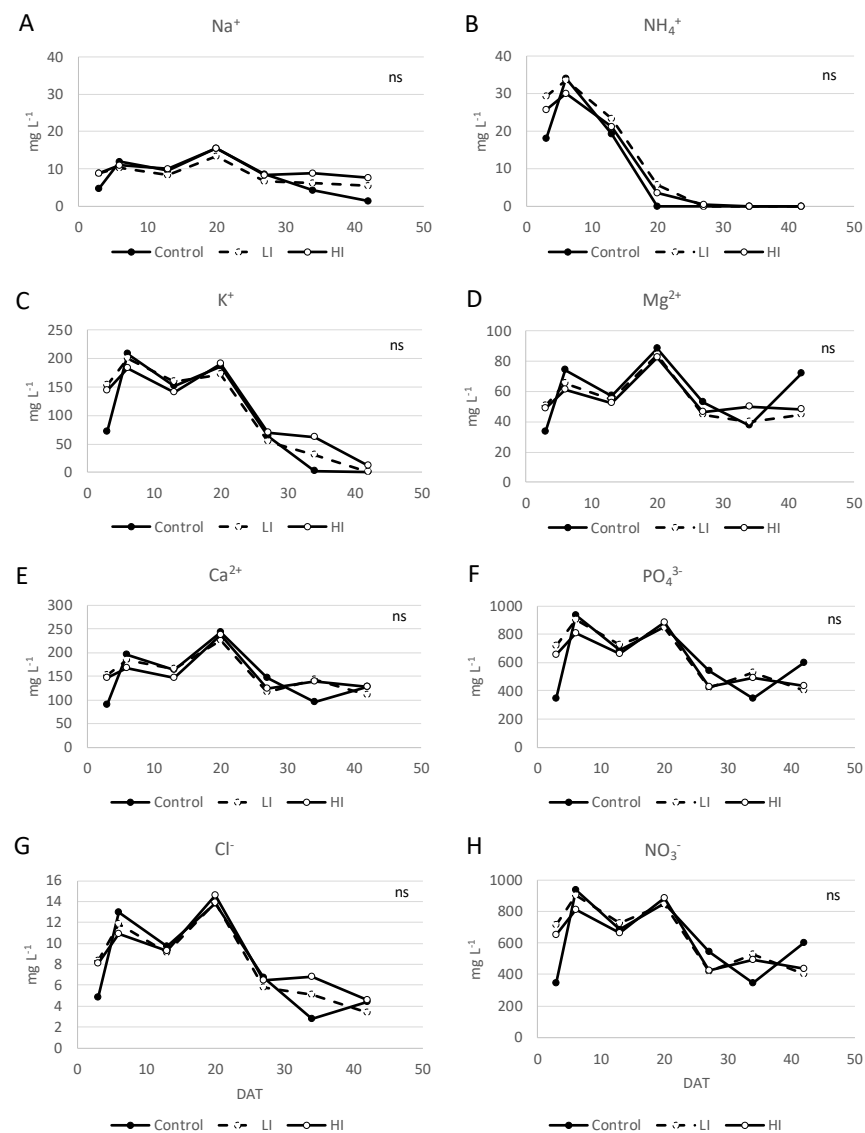 A
Na⁺
ns
mg L⁻¹
40
30
20
10
0
0 10 20 30 40 50
Control LI HI
B
NH₄⁺
ns
mg L⁻¹
40
30
20
10
0
0 10 20 30 40 50
Control LI HI
C
K⁺
ns
mg L⁻¹
250
200
150
100
50
0
0 10 20 30 40 50
Control LI HI
D
Mg²⁺
ns
mg L⁻¹
100
80
60
40
20
0
0 10 20 30 40 50
Control LI HI
E
Ca²⁺
ns
mg L⁻¹
300
250
200
150
100
50
0
0 10 20 30 40 50
Control LI HI
F
PO₄³⁻
ns
mg L⁻¹
1000
800
600
400
200
0
0 10 20 30 40 50
Control LI HI
G
Cl⁻
ns
mg L⁻¹
16
14
12
10
8
6
4
2
0
0 10 20 30 40 50
DAT
Control LI HI
H
NO₃⁻
ns
mg L⁻¹
1000
800
600
400
200
0
0 10 20 30 40 50
DAT
Control LI HI